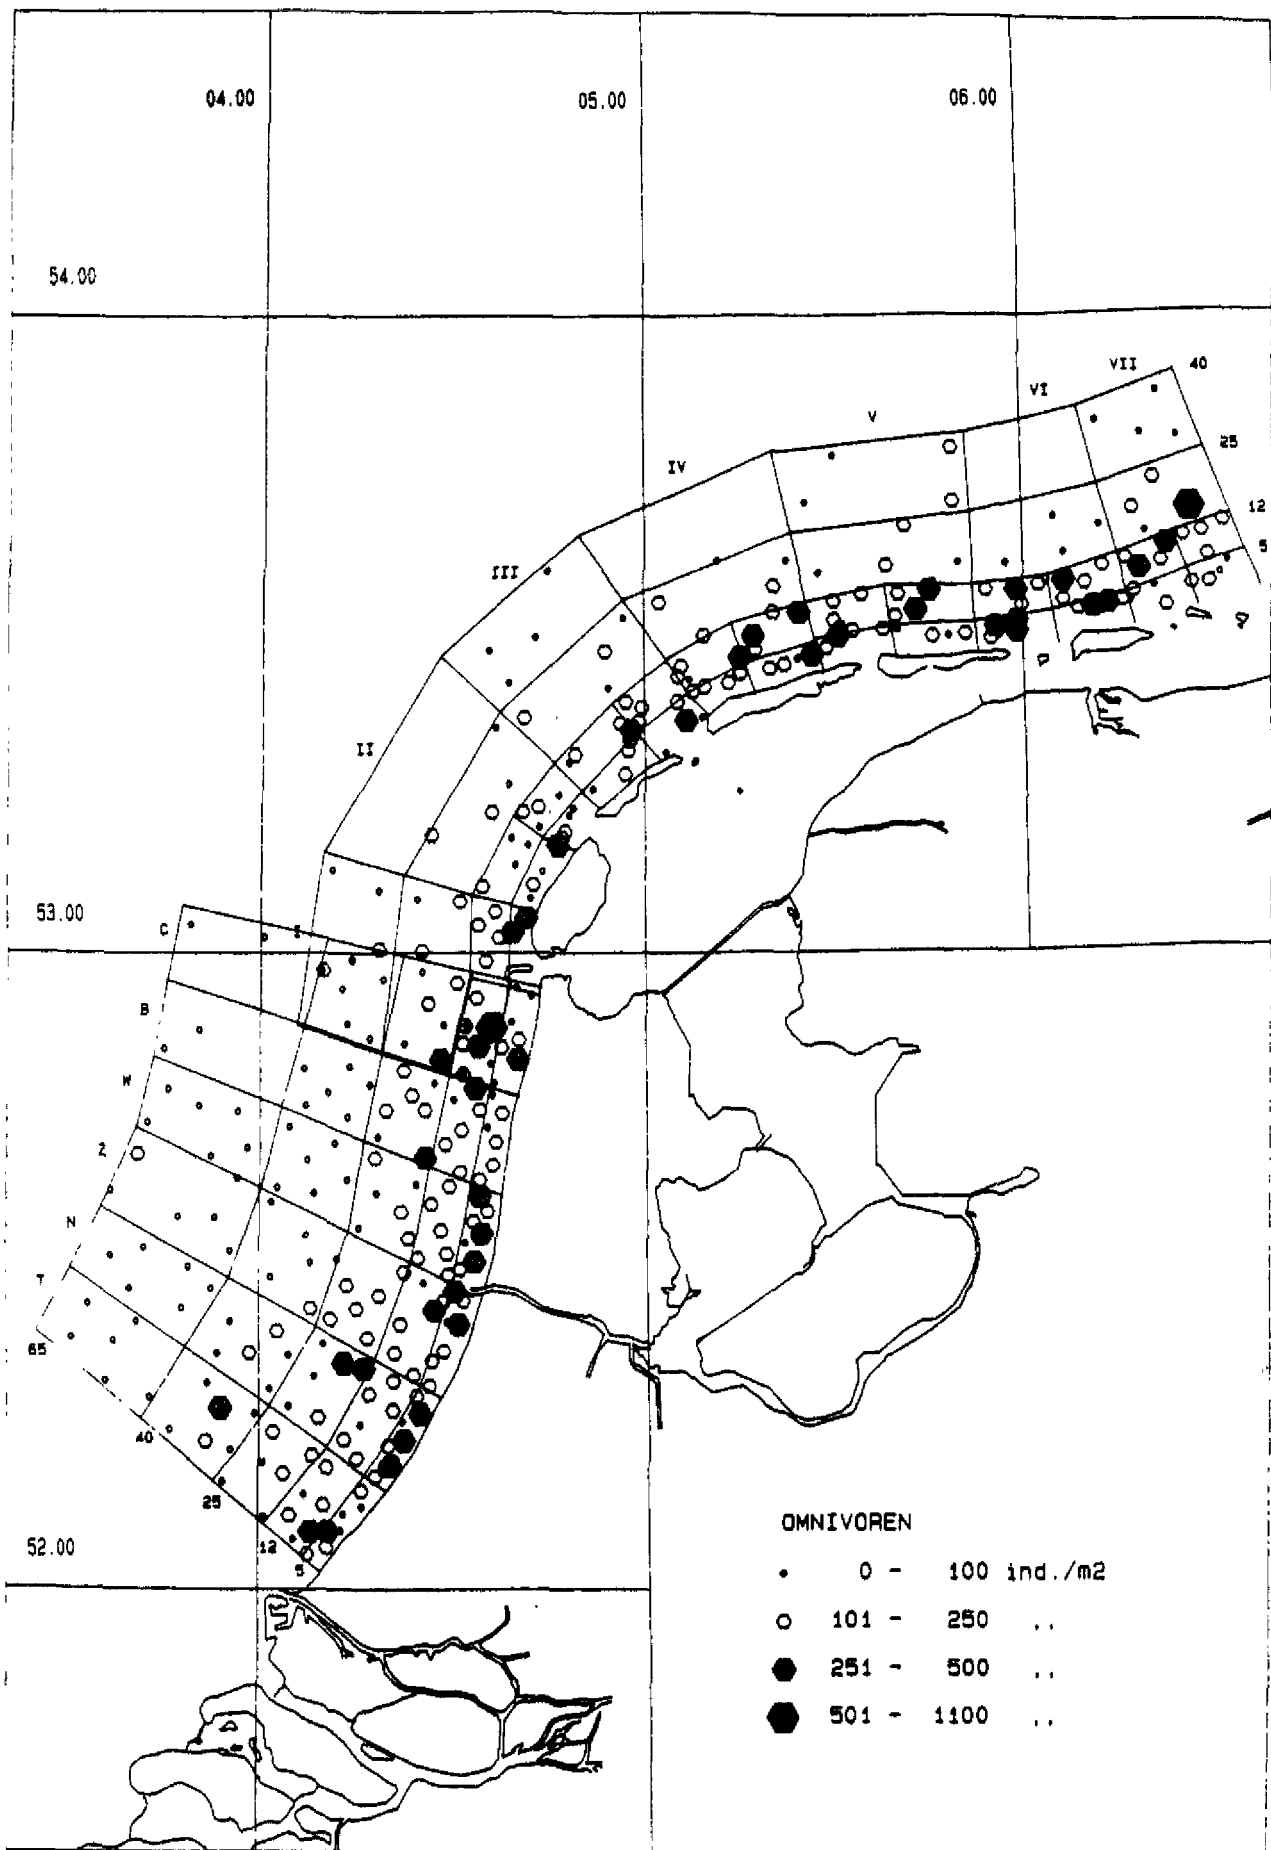 04.00 05.00 06.00
54.00
VII 40
VI
V
25
IV
12
5
III
II
53.00
C I
B
W
Z
N
T
65
40
25
12
5
52.00
OMNIVOREN
0 - 100 ind./m2
101 - 250 ,,
251 - 500 ,,
501 - 1100 ,,